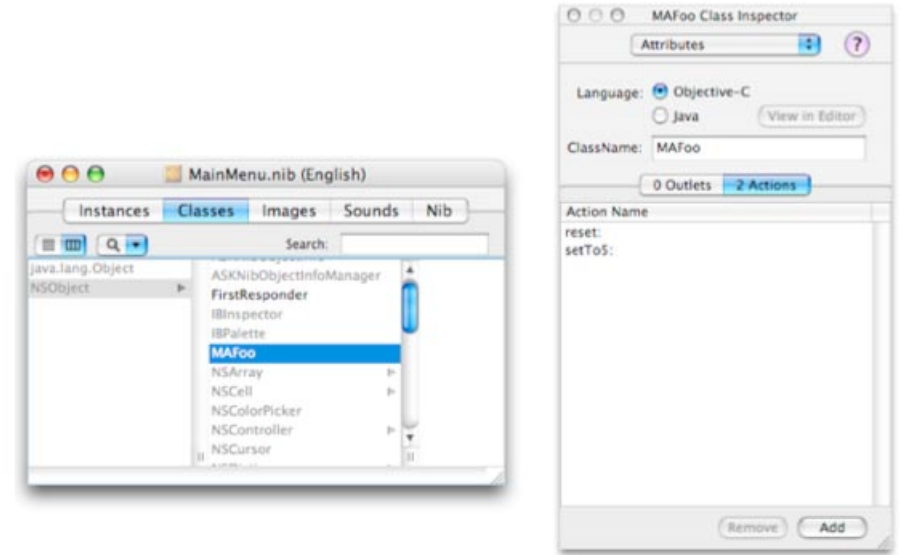 MainMenu.nib (English)
Instances Classes Images Sounds Nib
Search:
java.lang.Object
NSObject
ASKNibObjectInfoManager
FirstResponder
IBInspector
IBPalette
MAFoo
NSArray
NSCell
NSColorPicker
NSController
NSCursor
MAFoo Class Inspector
Attributes ?
Language: Objective-C
Java View in Editor
ClassName: MAFoo
0 Outlets 2 Actions
Action Name
reset:
setTo5:
Remove Add